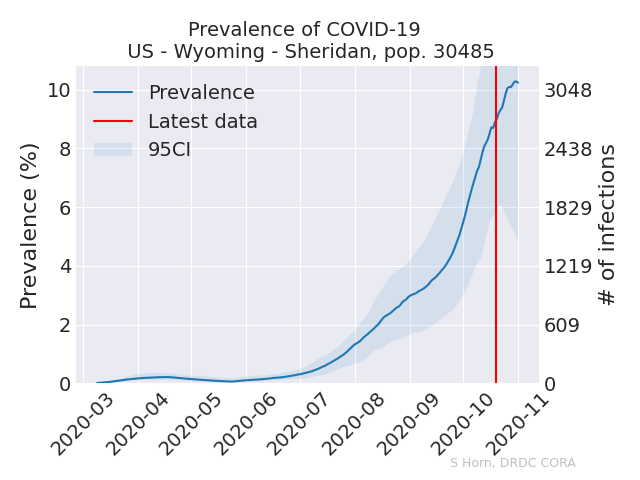 Prevalence of COVID-19
US - Wyoming - Sheridan, pop. 30485
Prevalence
Latest data
95CI
Prevalence (%)
10
8
6
4
2
0
3048
2438
1829
1219
609
0
# of infections
2020-03
2020-04
2020-05
2020-06
2020-07
2020-08
2020-09
2020-10
2020-11
S Horn, DRDC CORA